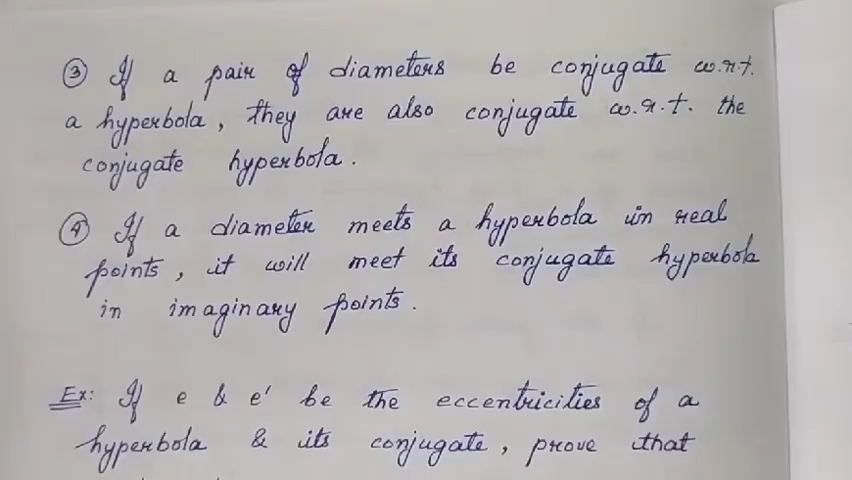 ③ If a pair of diameters be conjugate w.r.t.
a hyperbola, they are also conjugate w.r.t. the
conjugate hyperbola.
④ If a diameter meets a hyperbola in real
points, it will meet its conjugate hyperbola
in imaginary points.
Ex: If e & e' be the eccentricities of a
hyperbola & its conjugate, prove that